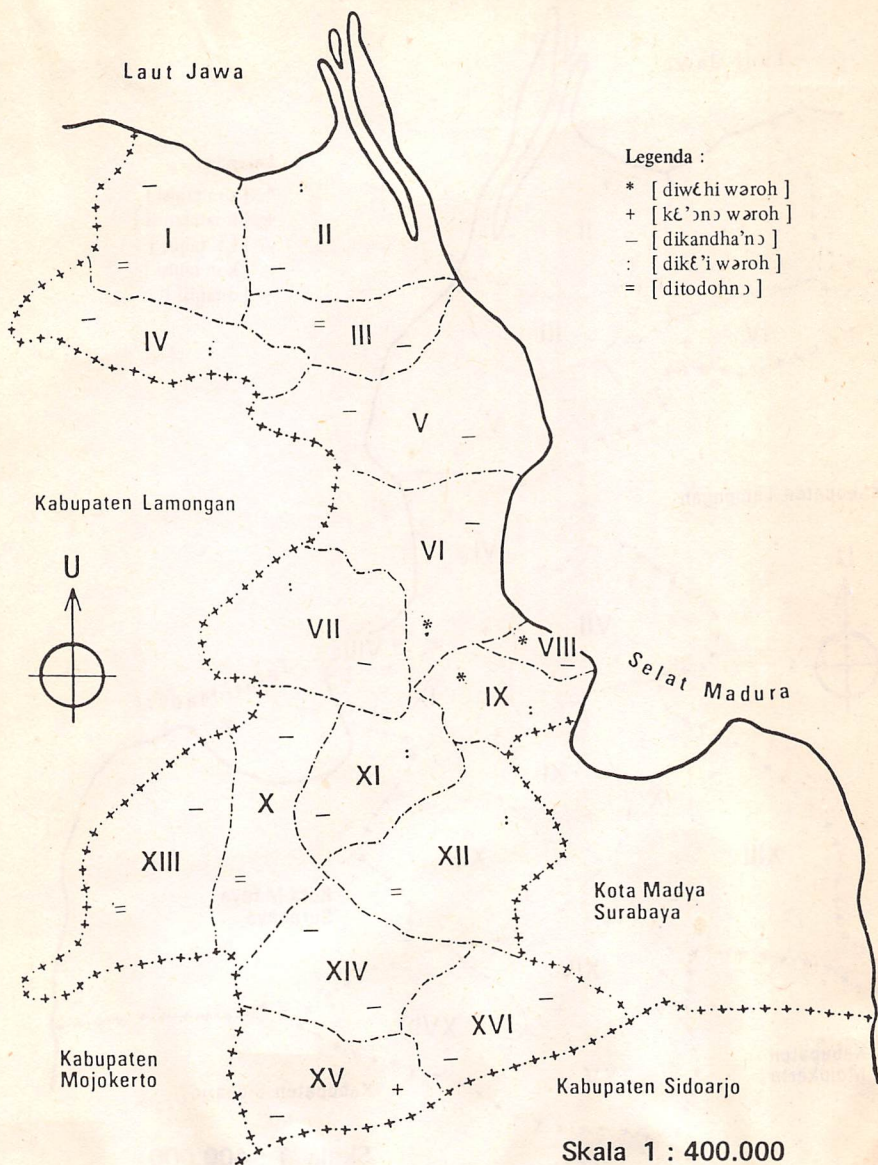 Laut Jawa
Legenda :
* [ diwɛhi wəroh ]
+ [ kɛ'ɔnɔ wəroh ]
– [ dikandha'nɔ ]
: [ dikɛ'i wəroh ]
= [ ditodohnɔ ]
I
II
III
IV
V
Kabupaten Lamongan
VI
U
VII
VIII
Selat Madura
IX
X
XI
XII
XIII
Kota Madya
Surabaya
XIV
XVI
Kabupaten
Mojokerto
XV
Kabupaten Sidoarjo
Skala 1 : 400.000